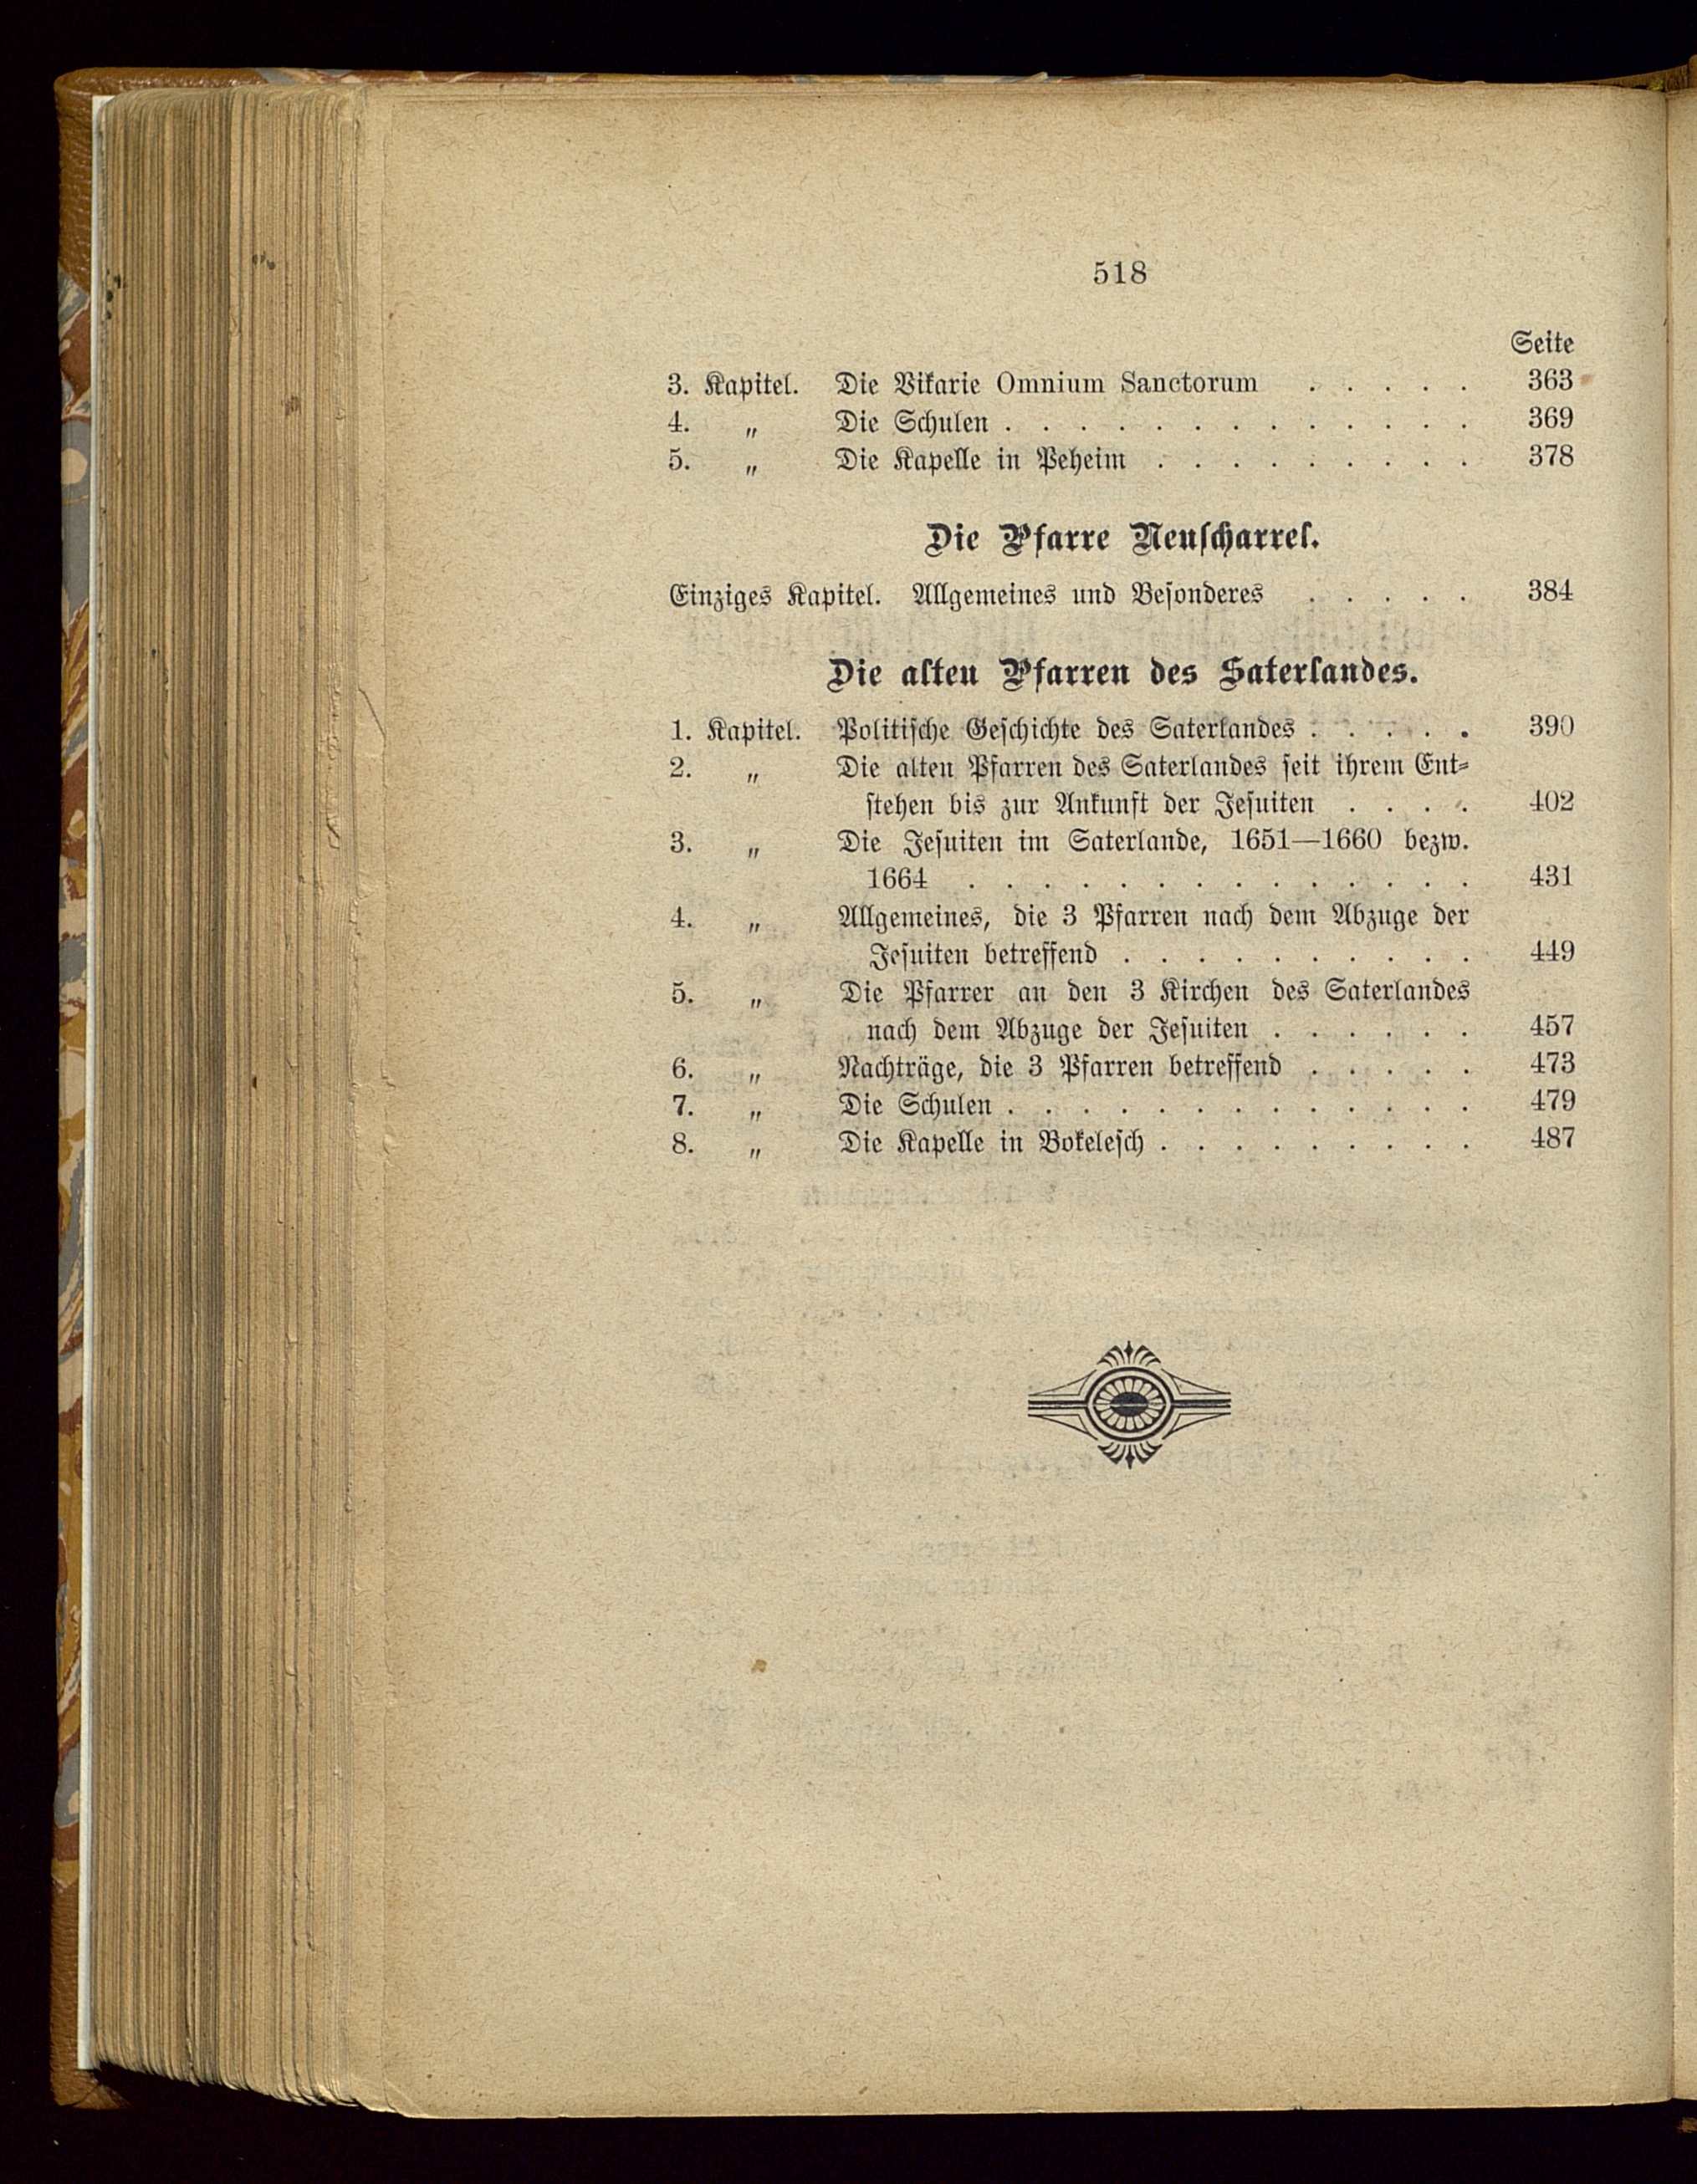 518
Seite
3. Kapitel. Die Vikarie Omnium Sanctorum . . . . . 363
4. „ Die Schulen . . . . . . . . . . . . . 369
5. „ Die Kapelle in Peheim . . . . . . . . . 378
Die Pfarre Neuscharrel.
Einziges Kapitel. Allgemeines und Besonderes . . . . . 384
Die alten Pfarren des Saterlandes.
1. Kapitel. Politische Geschichte des Saterlandes . . . . . 390
2. „ Die alten Pfarren des Saterlandes seit ihrem Ent-
stehen bis zur Ankunft der Jesuiten . . . . 402
3. „ Die Jesuiten im Saterlande, 1651—1660 bezw.
1664 . . . . . . . . . . . . . . 431
4. „ Allgemeines, die 3 Pfarren nach dem Abzuge der
Jesuiten betreffend . . . . . . . . . . 449
5. „ Die Pfarrer an den 3 Kirchen des Saterlandes
nach dem Abzuge der Jesuiten . . . . . . 457
6. „ Nachträge, die 3 Pfarren betreffend . . . . . 473
7. „ Die Schulen . . . . . . . . . . . . . 479
8. „ Die Kapelle in Bokelesch . . . . . . . . . 487